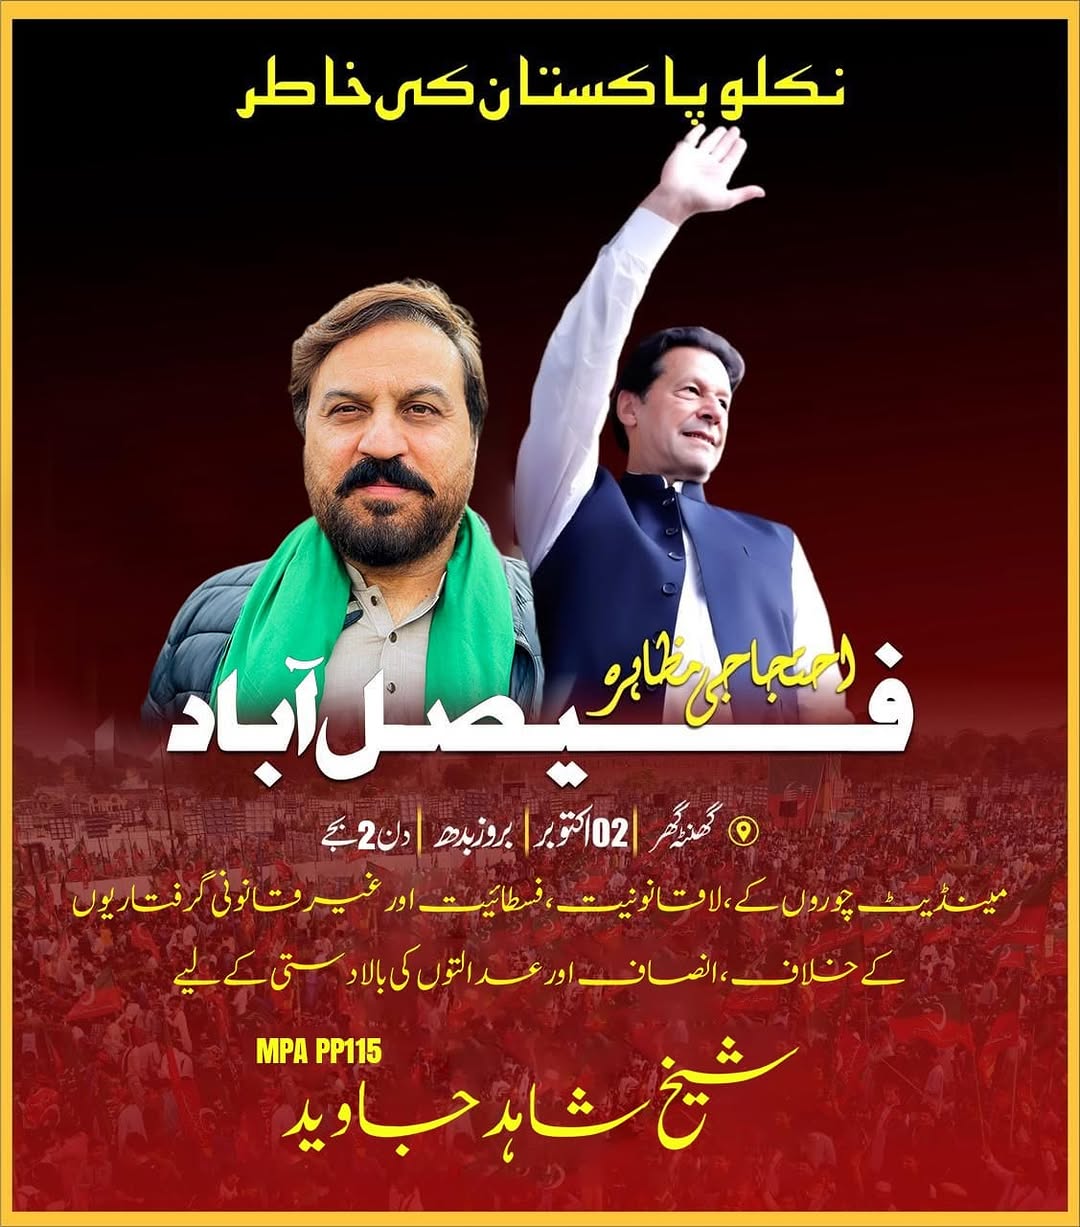 نکلو پاکستان کی خاطر
احتجاجی مظاہرہ
فیصل آباد
گھنٹہ گھر | 02 اکتوبر | بروز بدھ | دن 2 بجے
مینڈیٹ چوروں کے، لاقانونیت، فسطائیت اور غیر قانونی گرفتاریوں
کے خلاف، انصاف اور عدالتوں کی بالادستی کے لیے
MPA PP115
شیخ شاہد جاوید